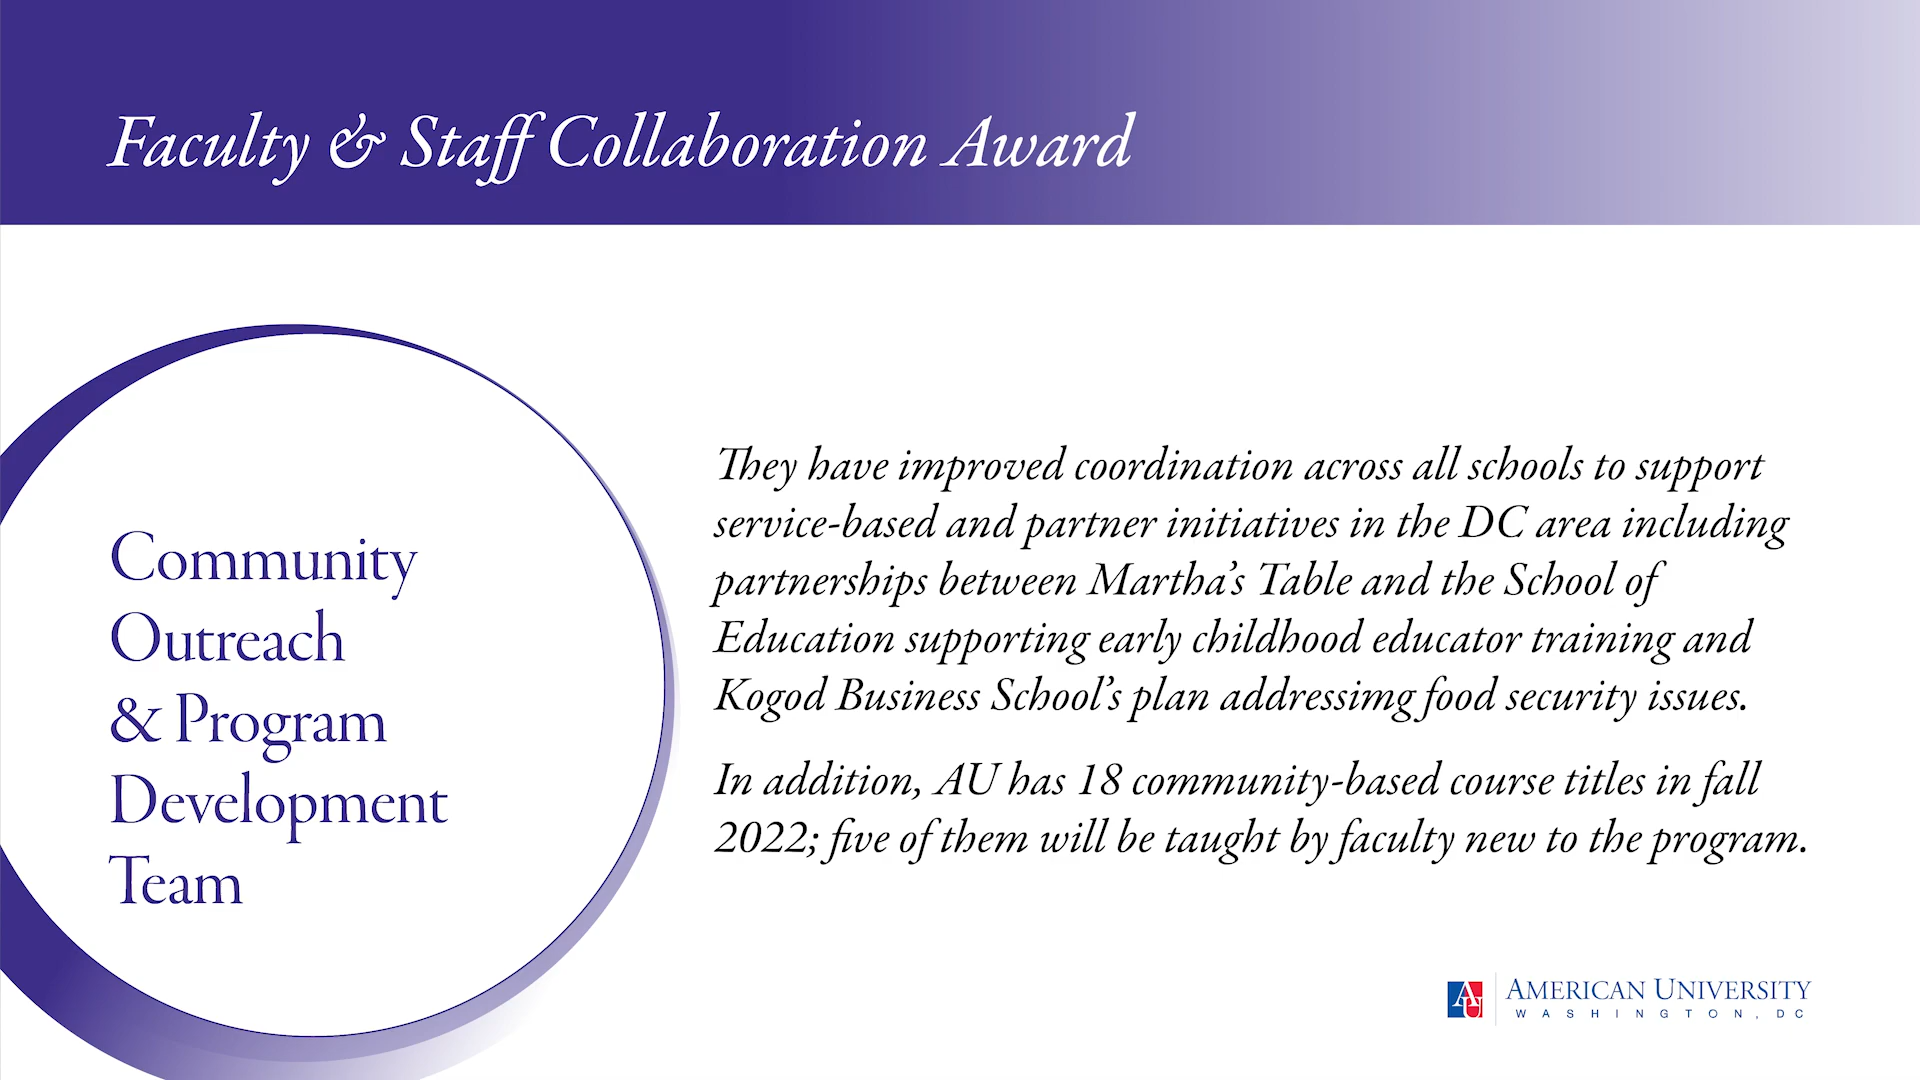 Faculty & Staff Collaboration Award
Community
Outreach
& Program
Development
Team
They have improved coordination across all schools to support
service-based and partner initiatives in the DC area including
partnerships between Martha’s Table and the School of
Education supporting early childhood educator training and
Kogod Business School’s plan addressimg food security issues.
In addition, AU has 18 community-based course titles in fall
2022; five of them will be taught by faculty new to the program.
AU
AMERICAN UNIVERSITY
WASHINGTON, DC